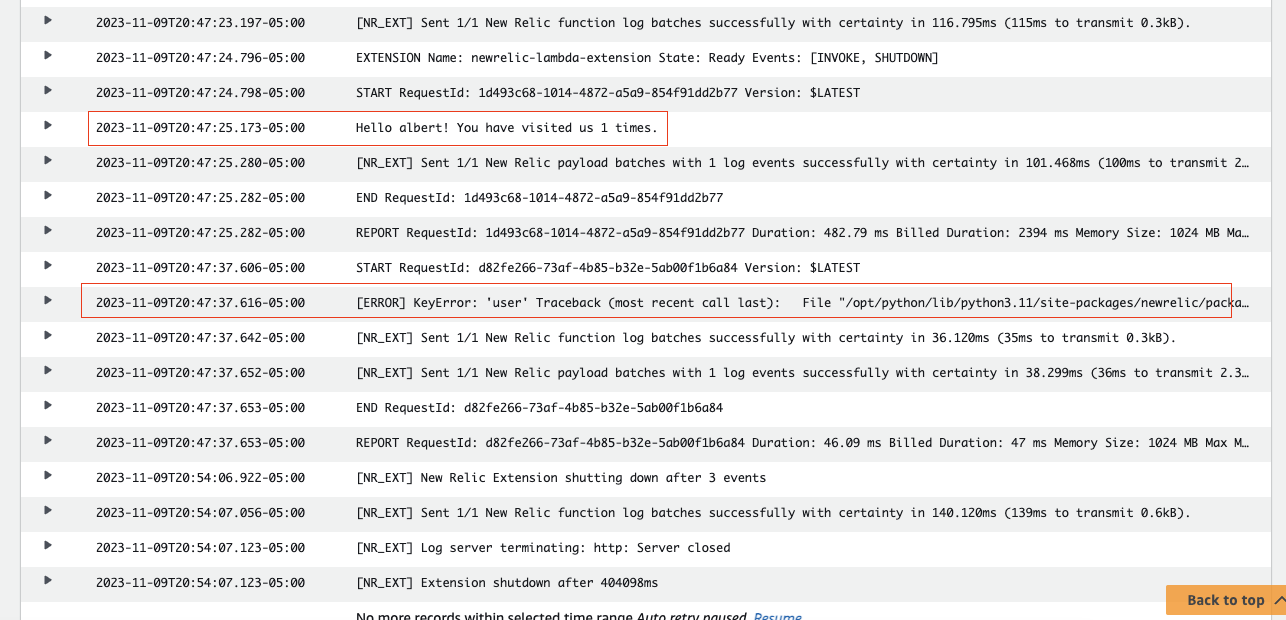 2023-11-09T20:47:23.197-05:00 [NR_EXT] Sent 1/1 New Relic function log batches successfully with certainty in 116.795ms (115ms to transmit 0.3kB).
2023-11-09T20:47:24.796-05:00 EXTENSION Name: newrelic-lambda-extension State: Ready Events: [INVOKE, SHUTDOWN]
2023-11-09T20:47:24.798-05:00 START RequestId: 1d493c68-1014-4872-a5a9-854f91dd2b77 Version: $LATEST
2023-11-09T20:47:25.173-05:00 Hello albert! You have visited us 1 times.
2023-11-09T20:47:25.280-05:00 [NR_EXT] Sent 1/1 New Relic payload batches with 1 log events successfully with certainty in 101.468ms (100ms to transmit 2…
2023-11-09T20:47:25.282-05:00 END RequestId: 1d493c68-1014-4872-a5a9-854f91dd2b77
2023-11-09T20:47:25.282-05:00 REPORT RequestId: 1d493c68-1014-4872-a5a9-854f91dd2b77 Duration: 482.79 ms Billed Duration: 2394 ms Memory Size: 1024 MB Ma…
2023-11-09T20:47:37.606-05:00 START RequestId: d82fe266-73af-4b85-b32e-5ab00f1b6a84 Version: $LATEST
2023-11-09T20:47:37.616-05:00 [ERROR] KeyError: 'user' Traceback (most recent call last): File "/opt/python/lib/python3.11/site-packages/newrelic/packa…
2023-11-09T20:47:37.642-05:00 [NR_EXT] Sent 1/1 New Relic function log batches successfully with certainty in 36.120ms (35ms to transmit 0.3kB).
2023-11-09T20:47:37.652-05:00 [NR_EXT] Sent 1/1 New Relic payload batches with 1 log events successfully with certainty in 38.299ms (36ms to transmit 2.3…
2023-11-09T20:47:37.653-05:00 END RequestId: d82fe266-73af-4b85-b32e-5ab00f1b6a84
2023-11-09T20:47:37.653-05:00 REPORT RequestId: d82fe266-73af-4b85-b32e-5ab00f1b6a84 Duration: 46.09 ms Billed Duration: 47 ms Memory Size: 1024 MB Max M…
2023-11-09T20:54:06.922-05:00 [NR_EXT] New Relic Extension shutting down after 3 events
2023-11-09T20:54:07.056-05:00 [NR_EXT] Sent 1/1 New Relic function log batches successfully with certainty in 140.120ms (139ms to transmit 0.6kB).
2023-11-09T20:54:07.123-05:00 [NR_EXT] Log server terminating: http: Server closed
2023-11-09T20:54:07.123-05:00 [NR_EXT] Extension shutdown after 404098ms
Back to top
No more records within selected time range Auto retry paused. Resume